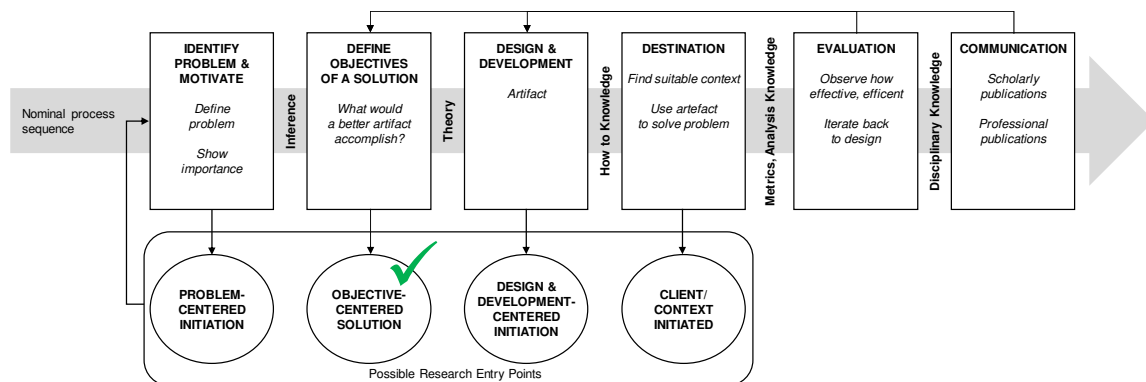 Nominal process
sequence
IDENTIFY
PROBLEM &
MOTIVATE
Define
problem
Show
importance
Inference
DEFINE
OBJECTIVES
OF A SOLUTION
What would
a better artifact
accomplish?
Theory
DESIGN &
DEVELOPMENT
Artifact
How to Knowledge
DESTINATION
Find suitable context
Use artefact
to solve problem
Metrics, Analysis Knowledge
EVALUATION
Observe how
effective, efficent
Iterate back
to design
Disciplinary Knowledge
COMMUNICATION
Scholarly
publications
Professional
publications
PROBLEM-
CENTERED
INITIATION
OBJECTIVE-
CENTERED
SOLUTION
DESIGN &
DEVELOPMENT-
CENTERED
INITIATION
CLIENT/
CONTEXT
INITIATED
Possible Research Entry Points